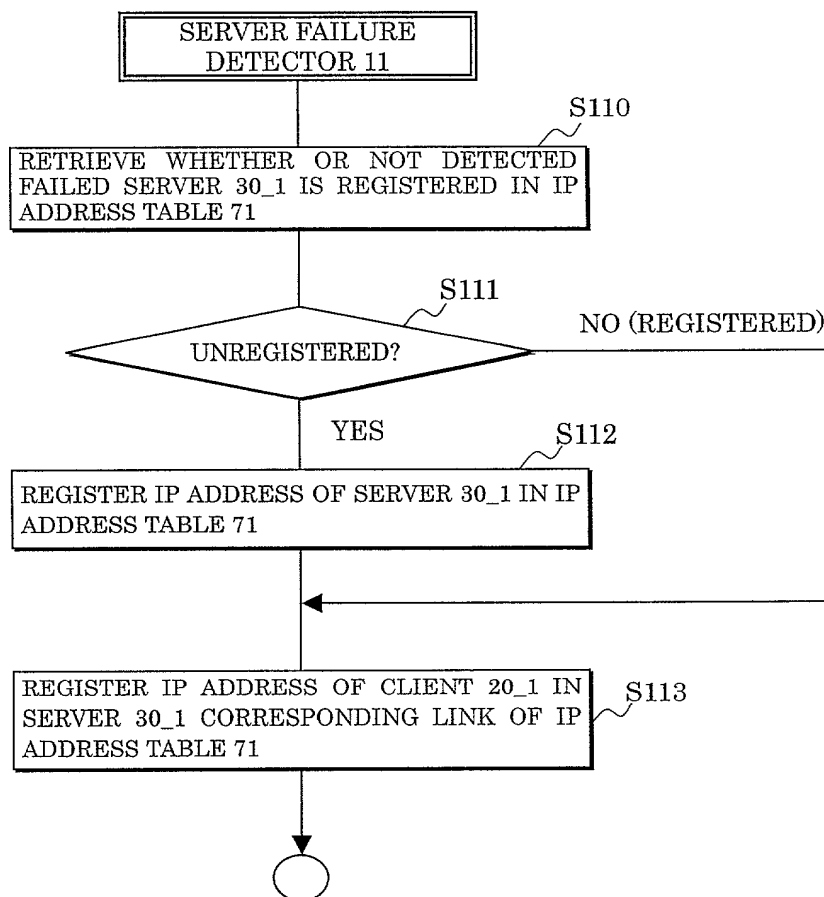 SERVER FAILURE
DETECTOR 11
S110
RETRIEVE WHETHER OR NOT DETECTED
FAILED SERVER 30_1 IS REGISTERED IN IP
ADDRESS TABLE 71
S111
NO (REGISTERED)
UNREGISTERED?
YES
S112
REGISTER IP ADDRESS OF SERVER 30_1 IN IP
ADDRESS TABLE 71
REGISTER IP ADDRESS OF CLIENT 20_1 IN
SERVER 30_1 CORRESPONDING LINK OF IP
ADDRESS TABLE 71
S113